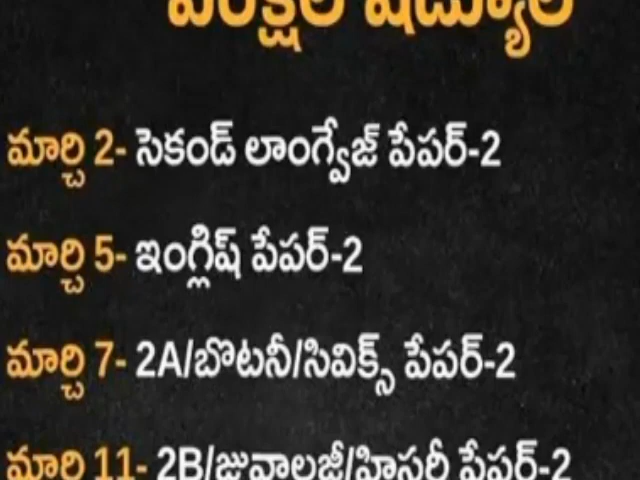 పరీక్షల షెడ్యూల్
మార్చి 2- సెకండ్ లాంగ్వేజ్ పేపర్-2
మార్చి 5- ఇంగ్లిష్ పేపర్-2
మార్చి 7- 2A/బొటనీ/సివిక్స్ పేపర్-2
మార్చి 11- 2B/జువాలజీ/హిస్టరీ పేపర్-2